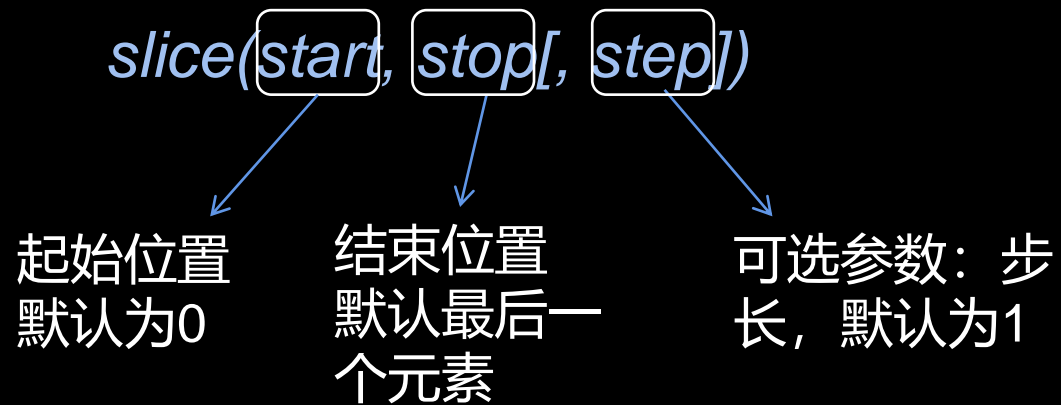 slice(start, stop[, step])
起始位置
默认为0
结束位置
默认最后一
个元素
可选参数：步
长，默认为1